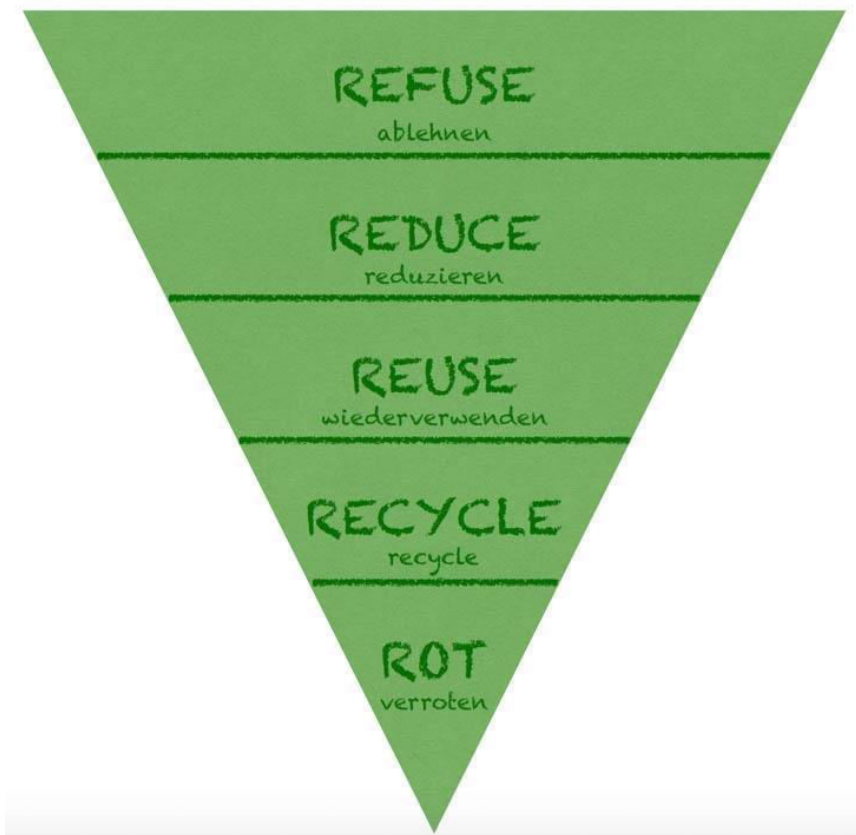 REFUSE
ablehnen
REDUCE
reduzieren
REUSE
wiederverwenden
RECYCLE
recycle
ROT
verroten